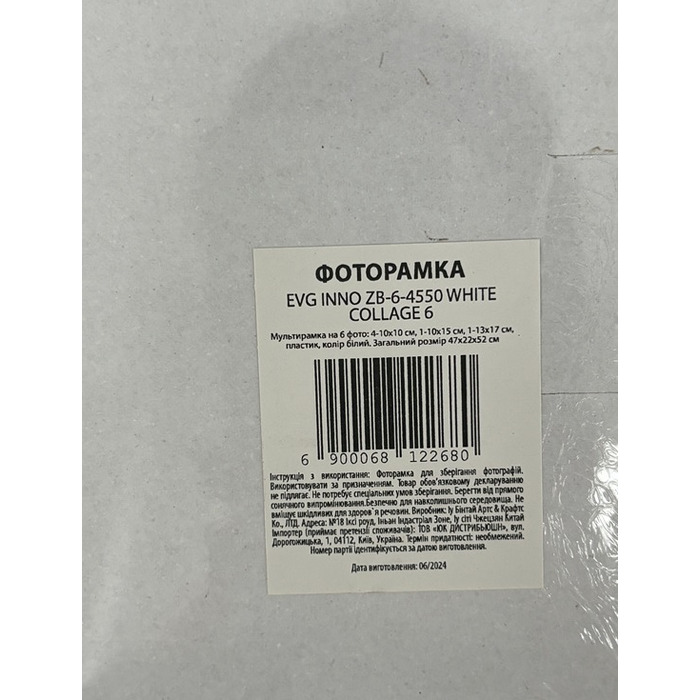 ФОТОРАМКА
EVG INNO ZB-6-4550 WHITE
COLLAGE 6
Мультирамка на 6 фото: 4-10х10 см, 1-10х15 см, 1-13х17 см,
пластик, колір білий. Загальний розмір 47х22х52 см
6 900068 122680
Інструкція з використання: Фоторамка для зберігання фотографій.
Використовувати за призначенням. Товар обов'язковому декларуванню
не підлягає. Не потребує спеціальних умов зберігання. Берегти від прямого
сонячного випромінювання.Безпечно для навколишнього середовища. Не
вміщує шкідливих для здоров`я речовин. Виробник: Іу Бінтай Артс & Крафтс
Ко., ЛТД. Адреса: №18 Іксі роуд, Іньан Індастріал Зоне, Іу сіті Чжецзян Китай
Імпортер (приймає претензії споживачів): ТОВ «ЮК ДИСТРИБЬЮШН», вул.
Дорогожицька, 1, 04112, Київ, Україна. Термін придатності: необмежений.
Номер партії ідентифікується за датою виготовлення.
Дата виготовлення: 06/2024